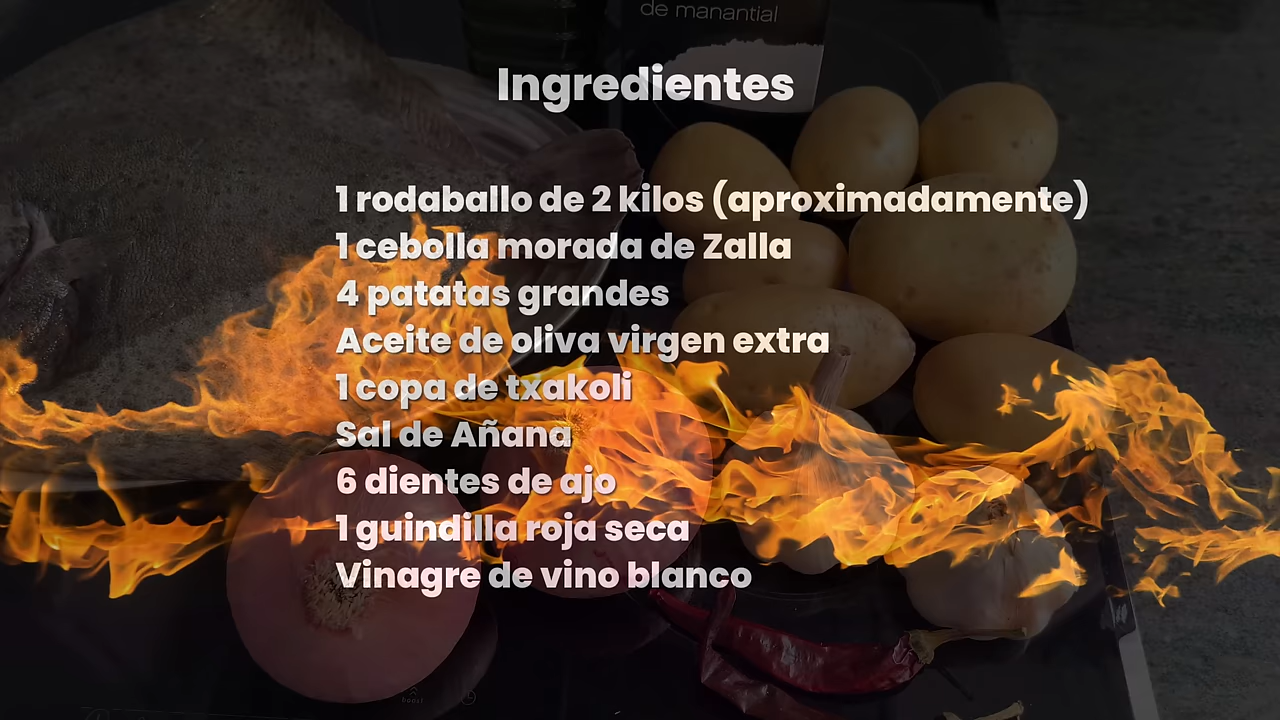 de manantial
Ingredientes
1 rodaballo de 2 kilos (aproximadamente)
1 cebolla morada de Zalla
4 patatas grandes
Aceite de oliva virgen extra
1 copa de txakoli
Sal de Añana
6 dientes de ajo
1 guindilla roja seca
Vinagre de vino blanco
boost